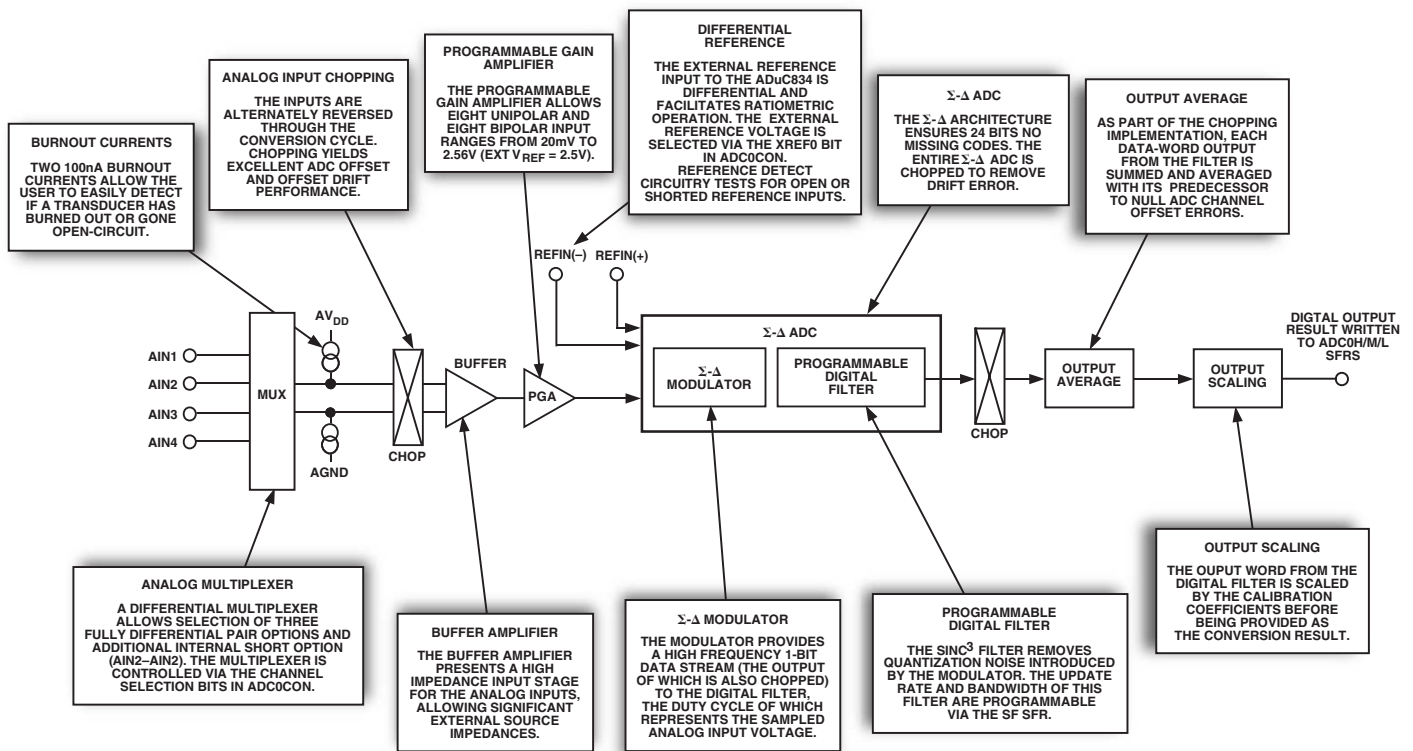 BURNOUT CURRENTS
TWO 100nA BURNOUT
CURRENTS ALLOW THE
USER TO EASILY DETECT
IF A TRANSDUCER HAS
BURNED OUT OR GONE
OPEN-CIRCUIT.
ANALOG INPUT CHOPPING
THE INPUTS ARE
ALTERNATELY REVERSED
THROUGH THE
CONVERSION CYCLE.
CHOPPING YIELDS
EXCELLENT ADC OFFSET
AND OFFSET DRIFT
PERFORMANCE.
PROGRAMMABLE GAIN
AMPLIFIER
THE PROGRAMMABLE
GAIN AMPLIFIER ALLOWS
EIGHT UNIPOLAR AND
EIGHT BIPOLAR INPUT
RANGES FROM 20mV TO
2.56V (EXT VREF = 2.5V).
DIFFERENTIAL
REFERENCE
THE EXTERNAL REFERENCE
INPUT TO THE ADuC834 IS
DIFFERENTIAL AND
FACILITATES RATIOMETRIC
OPERATION. THE EXTERNAL
REFERENCE VOLTAGE IS
SELECTED VIA THE XREF0 BIT
IN ADC0CON.
REFERENCE DETECT
CIRCUITRY TESTS FOR OPEN OR
SHORTED REFERENCE INPUTS.
Σ-Δ ADC
THE Σ-Δ ARCHITECTURE
ENSURES 24 BITS NO
MISSING CODES. THE
ENTIRE Σ-Δ ADC IS
CHOPPED TO REMOVE
DRIFT ERROR.
OUTPUT AVERAGE
AS PART OF THE CHOPPING
IMPLEMENTATION, EACH
DATA-WORD OUTPUT
FROM THE FILTER IS
SUMMED AND AVERAGED
WITH ITS PREDECESSOR
TO NULL ADC CHANNEL
OFFSET ERRORS.
REFIN(–)
REFIN(+)
AIN1
AIN2
AIN3
AIN4
MUX
AVDD
AGND
CHOP
BUFFER
PGA
Σ-Δ ADC
Σ-Δ
MODULATOR
PROGRAMMABLE
DIGITAL
FILTER
CHOP
OUTPUT
AVERAGE
OUTPUT
SCALING
DIGTAL OUTPUT
RESULT WRITTEN
TO ADC0H/M/L
SFRS
ANALOG MULTIPLEXER
A DIFFERENTIAL MULTIPLEXER
ALLOWS SELECTION OF THREE
FULLY DIFFERENTIAL PAIR OPTIONS AND
ADDITIONAL INTERNAL SHORT OPTION
(AIN2–AIN2). THE MULTIPLEXER IS
CONTROLLED VIA THE CHANNEL
SELECTION BITS IN ADC0CON.
BUFFER AMPLIFIER
THE BUFFER AMPLIFIER
PRESENTS A HIGH
IMPEDANCE INPUT STAGE
FOR THE ANALOG INPUTS,
ALLOWING SIGNIFICANT
EXTERNAL SOURCE
IMPEDANCES.
Σ-Δ MODULATOR
THE MODULATOR PROVIDES
A HIGH FREQUENCY 1-BIT
DATA STREAM (THE OUTPUT
OF WHICH IS ALSO CHOPPED)
TO THE DIGITAL FILTER,
THE DUTY CYCLE OF WHICH
REPRESENTS THE SAMPLED
ANALOG INPUT VOLTAGE.
PROGRAMMABLE
DIGITAL FILTER
THE SINC³ FILTER REMOVES
QUANTIZATION NOISE INTRODUCED
BY THE MODULATOR. THE UPDATE
RATE AND BANDWIDTH OF THIS
FILTER ARE PROGRAMMABLE
VIA THE SF SFR.
OUTPUT SCALING
THE OUPUT WORD FROM THE
DIGITAL FILTER IS SCALED
BY THE CALIBRATION
COEFFICIENTS BEFORE
BEING PROVIDED AS
THE CONVERSION RESULT.